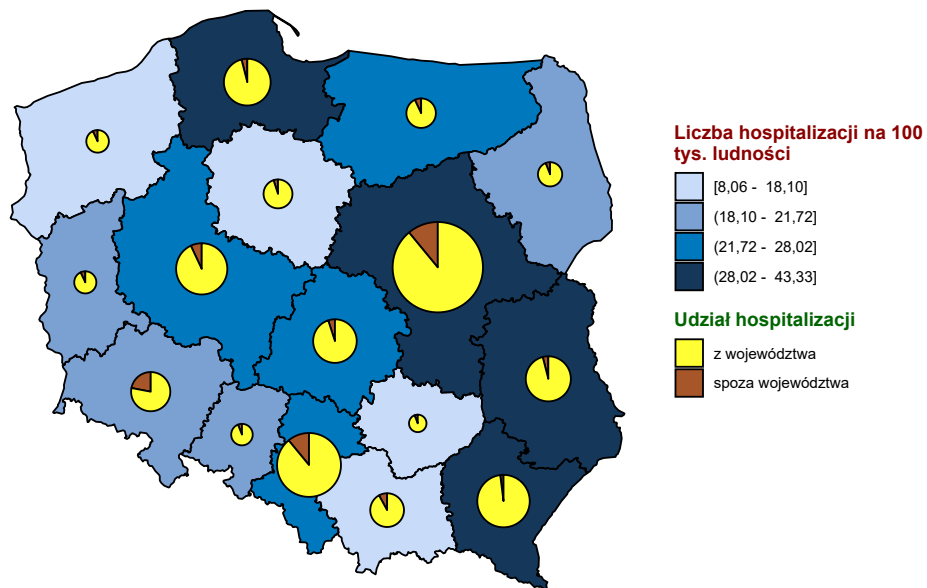 Liczba hospitalizacji na 100
tys. ludności
[8,06 - 18,10]
(18,10 - 21,72]
(21,72 - 28,02]
(28,02 - 43,33]
Udział hospitalizacji
z województwa
spoza województwa